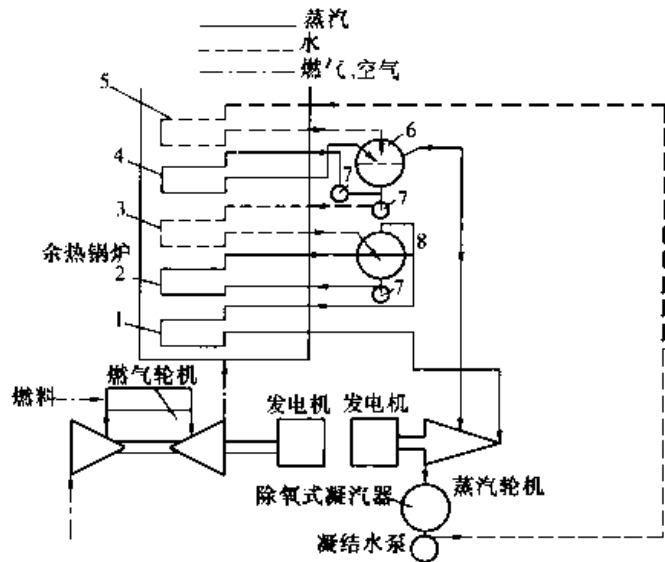 蒸汽
水
燃气、空气
5
6
4
7
7
3
8
余热锅炉
2
7
1
燃气轮机
燃料
发电机
发电机
蒸汽轮机
除氧式凝汽器
凝结水泵